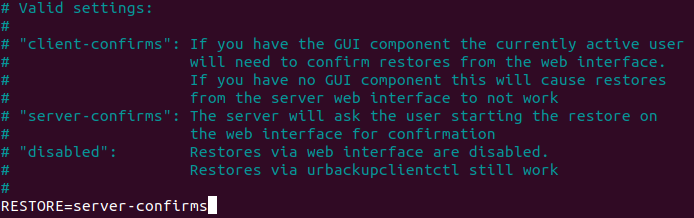 # Valid settings:
#
# "client-confirms": If you have the GUI component the currently active user
#                    will need to confirm restores from the web interface.
#                    If you have no GUI component this will cause restores
#                    from the server web interface to not work
# "server-confirms": The server will ask the user starting the restore on
#                    the web interface for confirmation
# "disabled":        Restores via web interface are disabled.
#                    Restores via urbackupclientctl still work
#
RESTORE=server-confirms